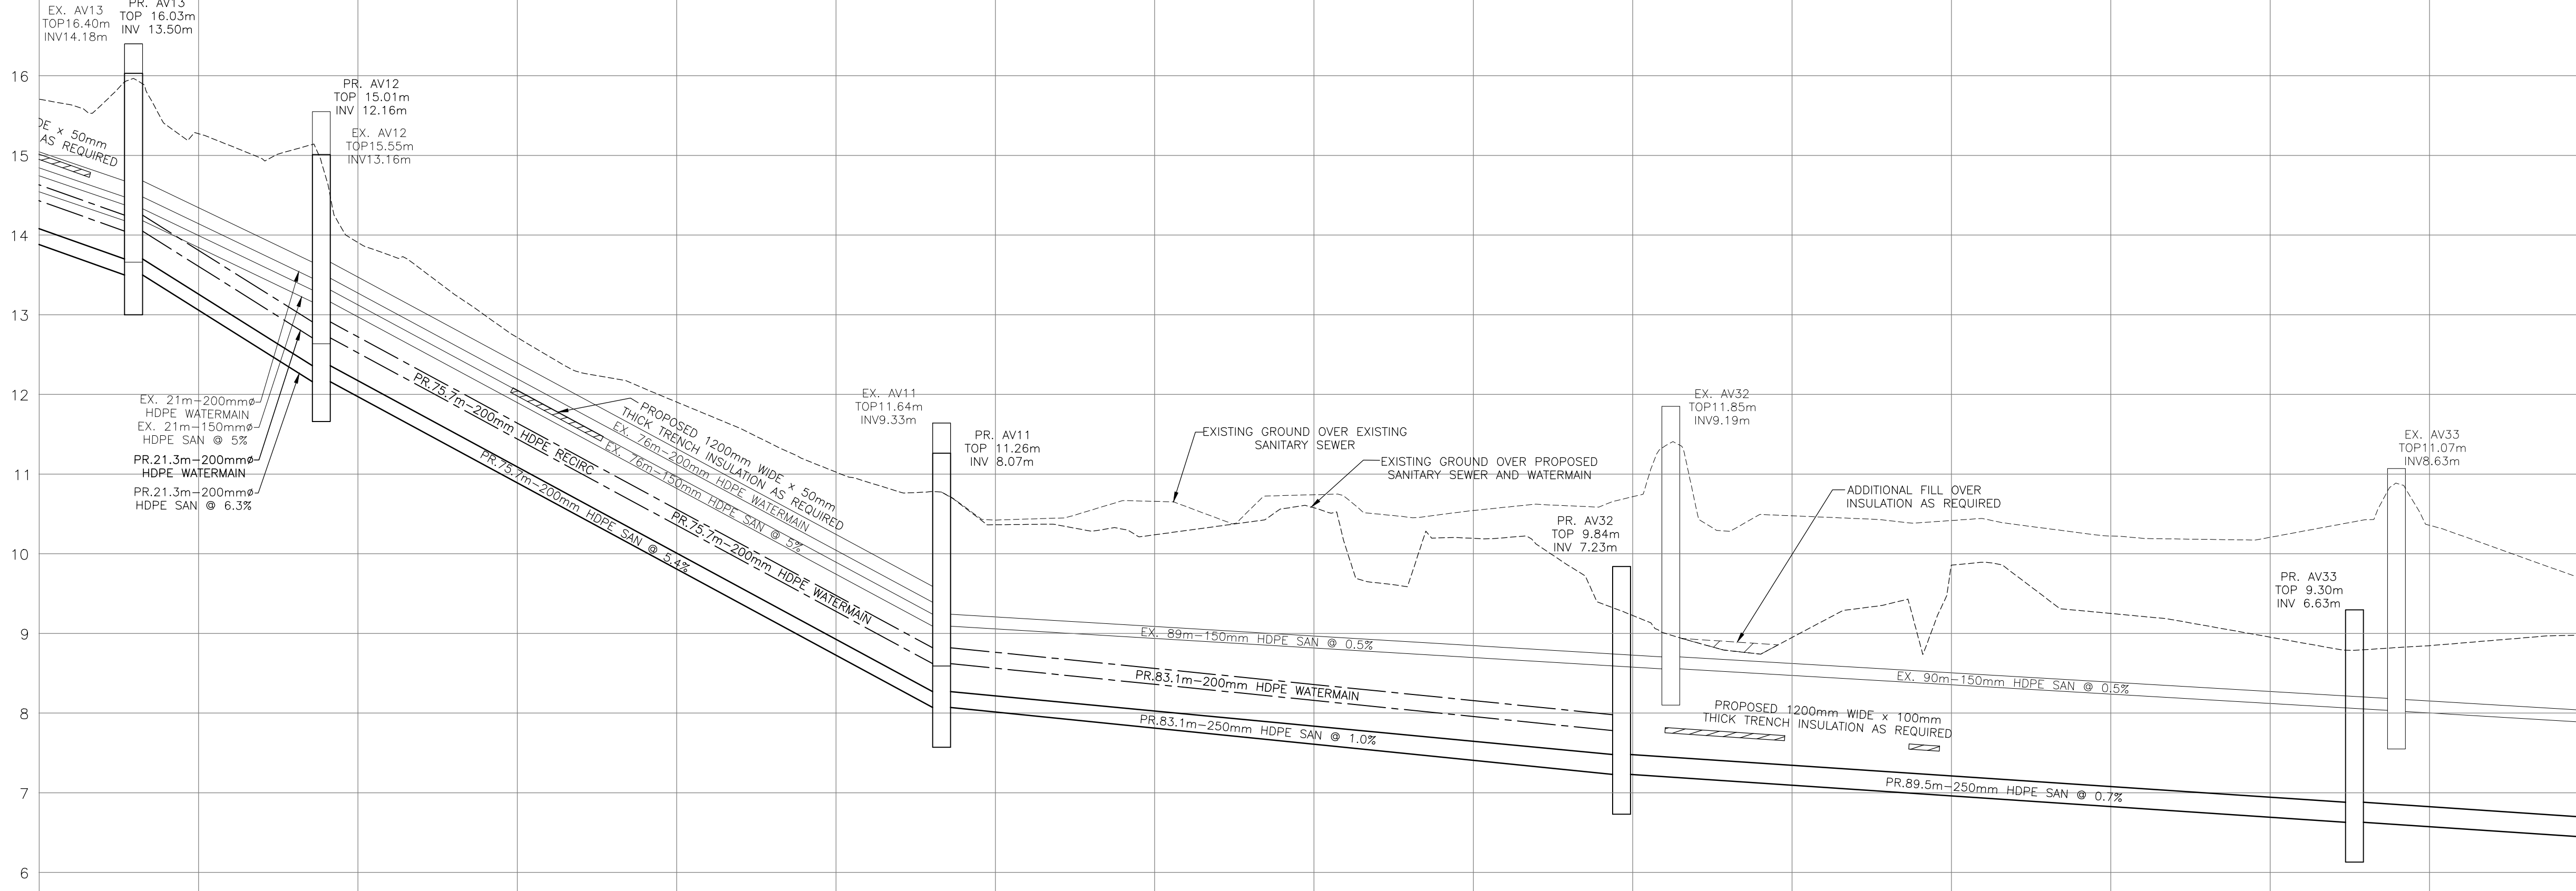 EX. AV13
TOP16.40m
INV14.18m
PR. AV13
TOP 16.03m
INV 13.50m
16
15
14
13
12
11
10
9
8
7
6
DE x 50mm
AS REQUIRED
PR. AV12
TOP 15.01m
INV 12.16m
EX. AV12
TOP15.55m
INV13.16m
EX. 21m-200mmø
HDPE WATERMAIN
EX. 21m-150mmø
HDPE SAN @ 5%
PR.21.3m-200mmø
HDPE WATERMAIN
PR.21.3m-200mmø
HDPE SAN @ 6.3%
PR.75.7m-200mm HDPE RECIRC
PR.75.7m-200mm HDPE SAN @ 5.4%
PROPOSED 1200mm WIDE x 50mm
THICK TRENCH INSULATION AS REQUIRED
EX. 76m-200mm HDPE WATERMAIN
EX. 76m-150mm HDPE SAN @ 5%
PR.75.7m-200mm HDPE WATERMAIN
EX. AV11
TOP11.64m
INV9.33m
PR. AV11
TOP 11.26m
INV 8.07m
EXISTING GROUND OVER EXISTING
SANITARY SEWER
EXISTING GROUND OVER PROPOSED
SANITARY SEWER AND WATERMAIN
EX. 89m-150mm HDPE SAN @ 0.5%
PR.83.1m-200mm HDPE WATERMAIN
PR.83.1m-250mm HDPE SAN @ 1.0%
PR. AV32
TOP 9.84m
INV 7.23m
EX. AV32
TOP11.85m
INV9.19m
ADDITIONAL FILL OVER
INSULATION AS REQUIRED
EX. 90m-150mm HDPE SAN @ 0.5%
PROPOSED 1200mm WIDE x 100mm
THICK TRENCH INSULATION AS REQUIRED
PR.89.5m-250mm HDPE SAN @ 0.7%
PR. AV33
TOP 9.30m
INV 6.63m
EX. AV33
TOP11.07m
INV8.63m